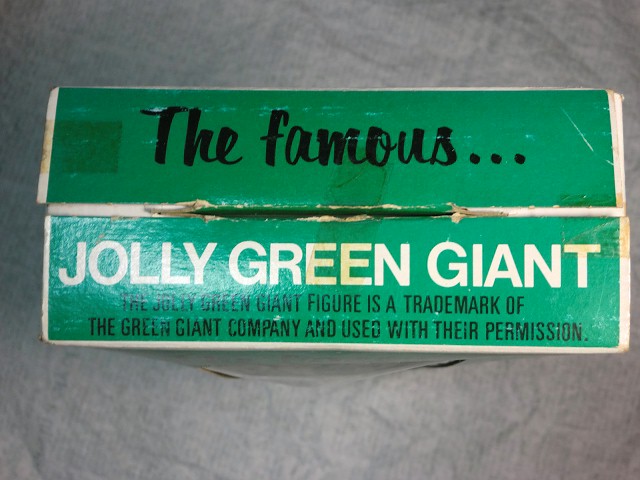 The famous...
JOLLY GREEN GIANT
THE JOLLY GREEN GIANT FIGURE IS A TRADEMARK OF
THE GREEN GIANT COMPANY AND USED WITH THEIR PERMISSION.